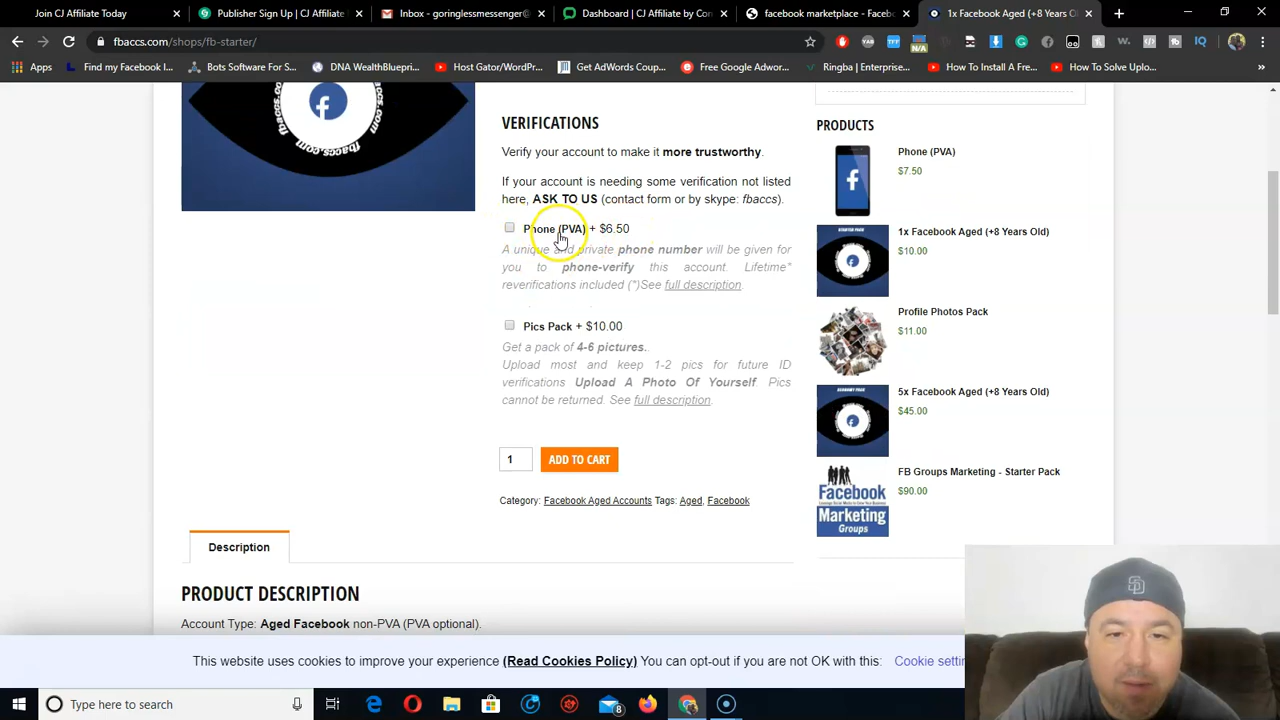 Join CJ Affiliate Today
Publisher Sign Up | CJ Affiliate
Inbox - goringlessmessenger@
Dashboard | CJ Affiliate by Con
facebook marketplace - Faceb
1x Facebook Aged (+8 Years Ol
fbaccs.com/shops/fb-starter/
Apps
Find my Facebook I...
Bots Software For S...
DNA WealthBluepri...
Host Gator/WordPr...
Get AdWords Coup...
Free Google Adwor...
Ringba | Enterprise...
How To Install A Fre...
How To Solve Uplo...
fbaccs.com
VERIFICATIONS
Verify your account to make it more trustworthy.
If your account is needing some verification not listed
here, ASK TO US (contact form or by skype: fbaccs).
Phone (PVA) + $6.50
A unique and private phone number will be given for
you to phone-verify this account. Lifetime*
reverifications included (*)See full description.
Pics Pack + $10.00
Get a pack of 4-6 pictures..
Upload most and keep 1-2 pics for future ID
verifications Upload A Photo Of Yourself. Pics
cannot be returned. See full description.
1
ADD TO CART
Category: Facebook Aged Accounts Tags: Aged, Facebook
PRODUCTS
Phone (PVA)
$7.50
1x Facebook Aged (+8 Years Old)
$10.00
Profile Photos Pack
$11.00
5x Facebook Aged (+8 Years Old)
$45.00
FB Groups Marketing - Starter Pack
$90.00
Facebook
Marketing
Groups
Description
PRODUCT DESCRIPTION
Account Type: Aged Facebook non-PVA (PVA optional).
This website uses cookies to improve your experience (Read Cookies Policy) You can opt-out if you are not OK with this: Cookie settin
Type here to search
8
SD